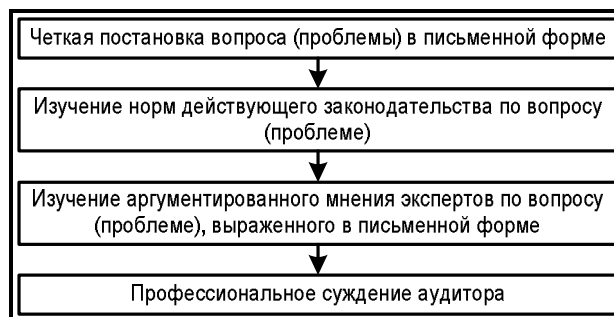 Четкая постановка вопроса (проблемы) в письменной форме
Изучение норм действующего законодательства по вопросу
(проблеме)
Изучение аргументированного мнения экспертов по вопросу
(проблеме), выраженного в письменной форме
Профессиональное суждение аудитора